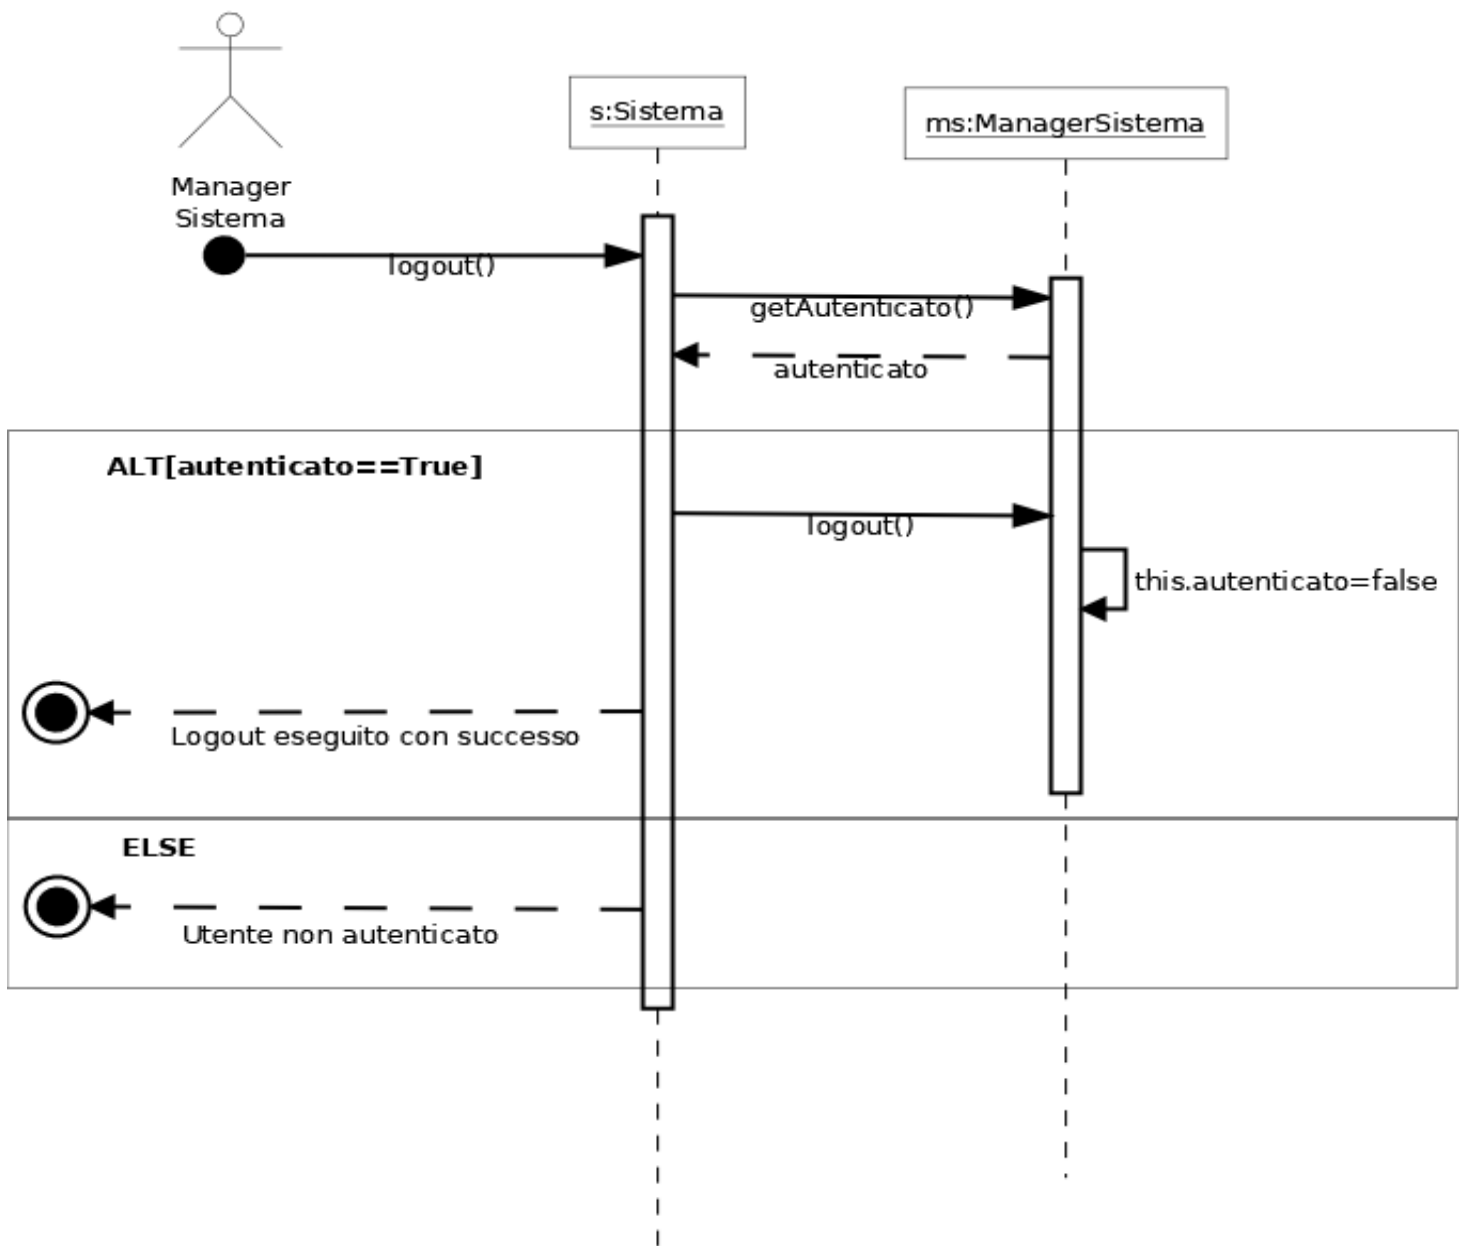 Manager
Sistema
s:Sistema
ms:ManagerSistema
logout()
getAutenticato()
autenticato
ALT[autenticato==True]
logout()
this.autenticato=false
Logout eseguito con successo
ELSE
Utente non autenticato